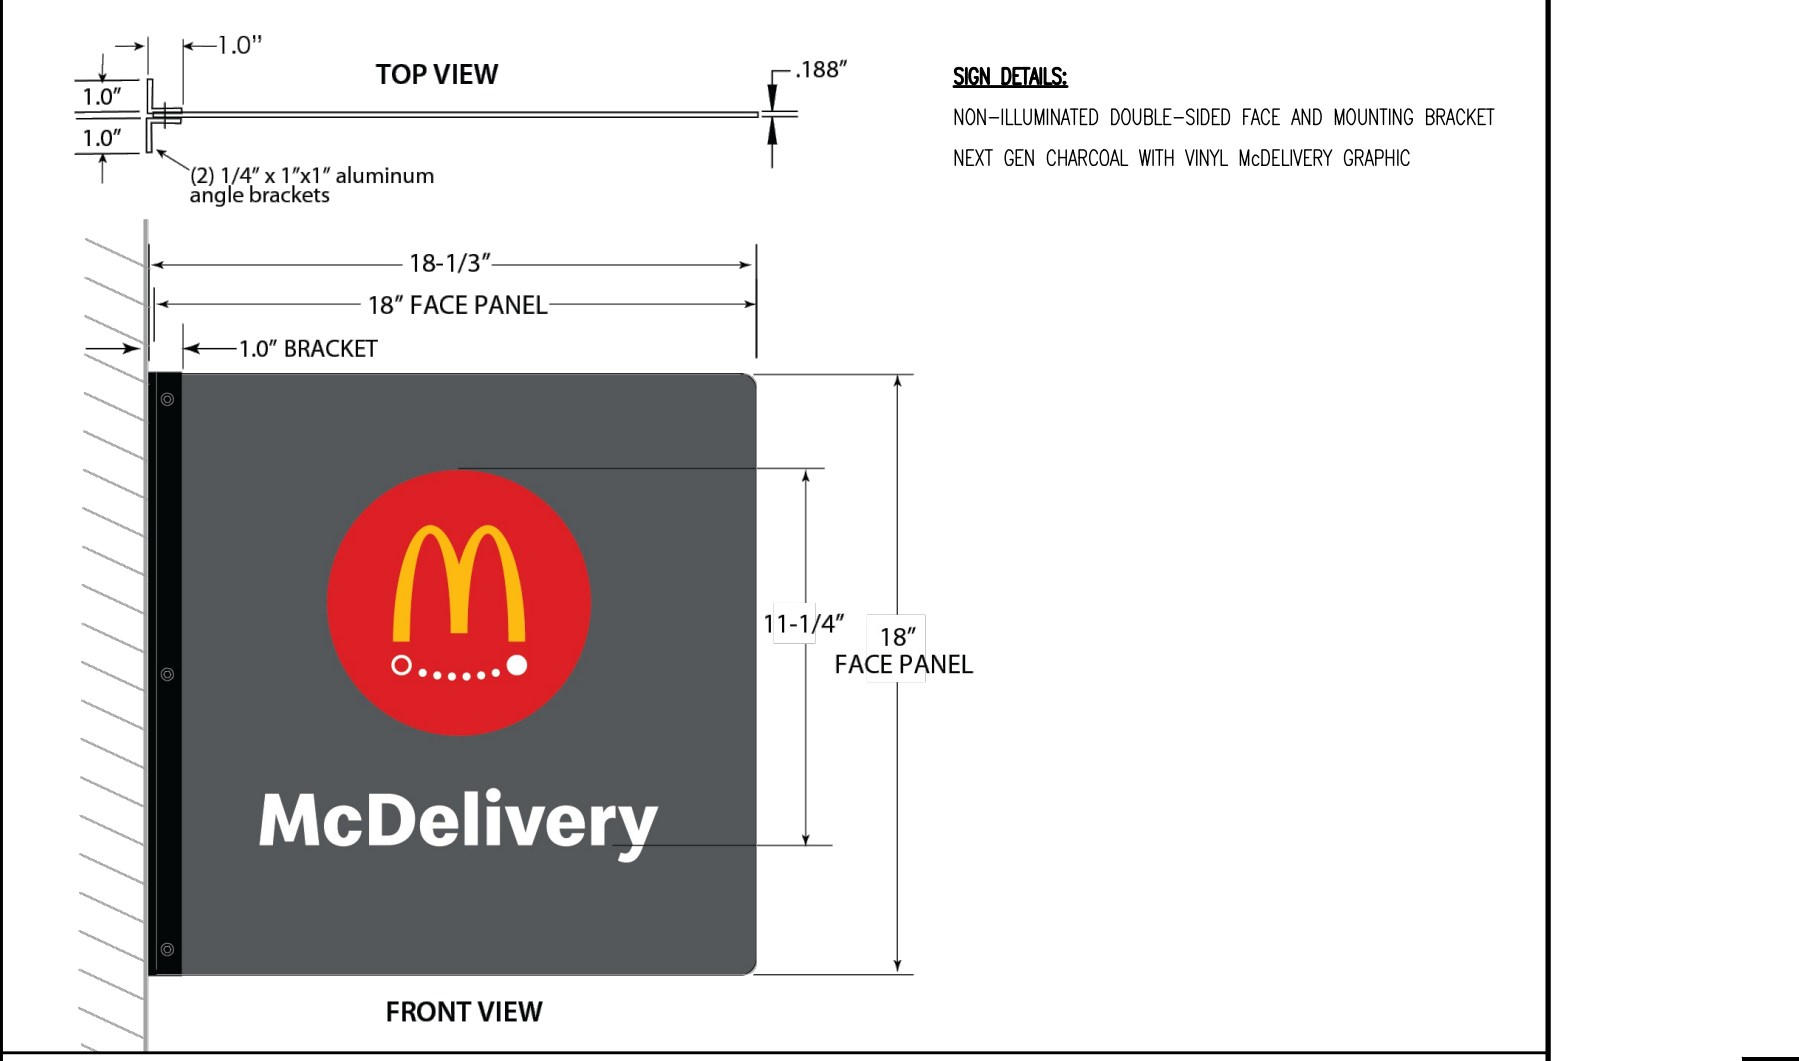 1.0"
TOP VIEW
.188"
1.0"
1.0"
(2) 1/4" x 1"x1" aluminum
angle brackets
SIGN DETAILS:
NON-ILLUMINATED DOUBLE-SIDED FACE AND MOUNTING BRACKET
NEXT GEN CHARCOAL WITH VINYL McDELIVERY GRAPHIC
18-1/3"
18" FACE PANEL
1.0" BRACKET
11-1/4"
18"
FACE PANEL
McDelivery
FRONT VIEW